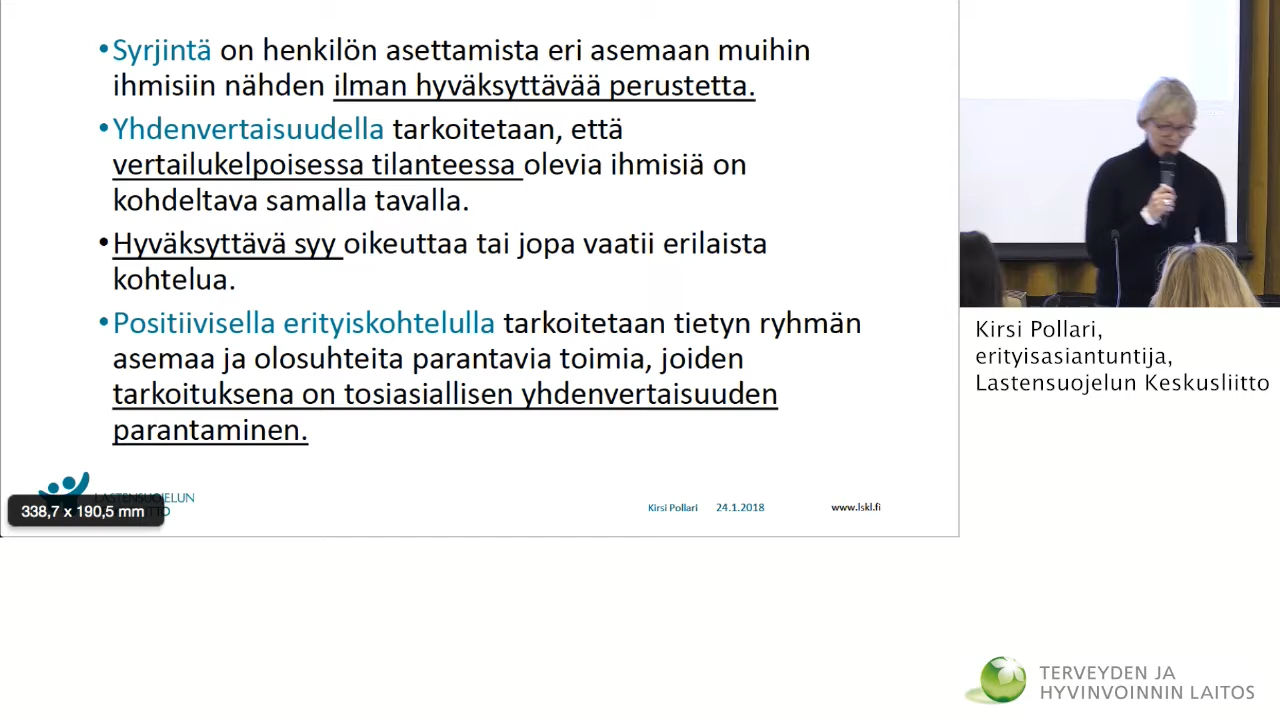 •Syrjintä on henkilön asettamista eri asemaan muihin
ihmisiin nähden ilman hyväksyttävää perustetta.
•Yhdenvertaisuudella tarkoitetaan, että
vertailukelpoisessa tilanteessa olevia ihmisiä on
kohdeltava samalla tavalla.
•Hyväksyttävä syy oikeuttaa tai jopa vaatii erilaista
kohtelua.
•Positiivisella erityiskohtelulla tarkoitetaan tietyn ryhmän
asemaa ja olosuhteita parantavia toimia, joiden
tarkoituksena on tosiasiallisen yhdenvertaisuuden
parantaminen.
LASTENSUOJELUN
338,7 x 190,5 mm
Kirsi Pollari 24.1.2018 www.lskl.fi
Kirsi Pollari,
erityisasiantuntija,
Lastensuojelun Keskusliitto
TERVEYDEN JA
HYVINVOINNIN LAITOS